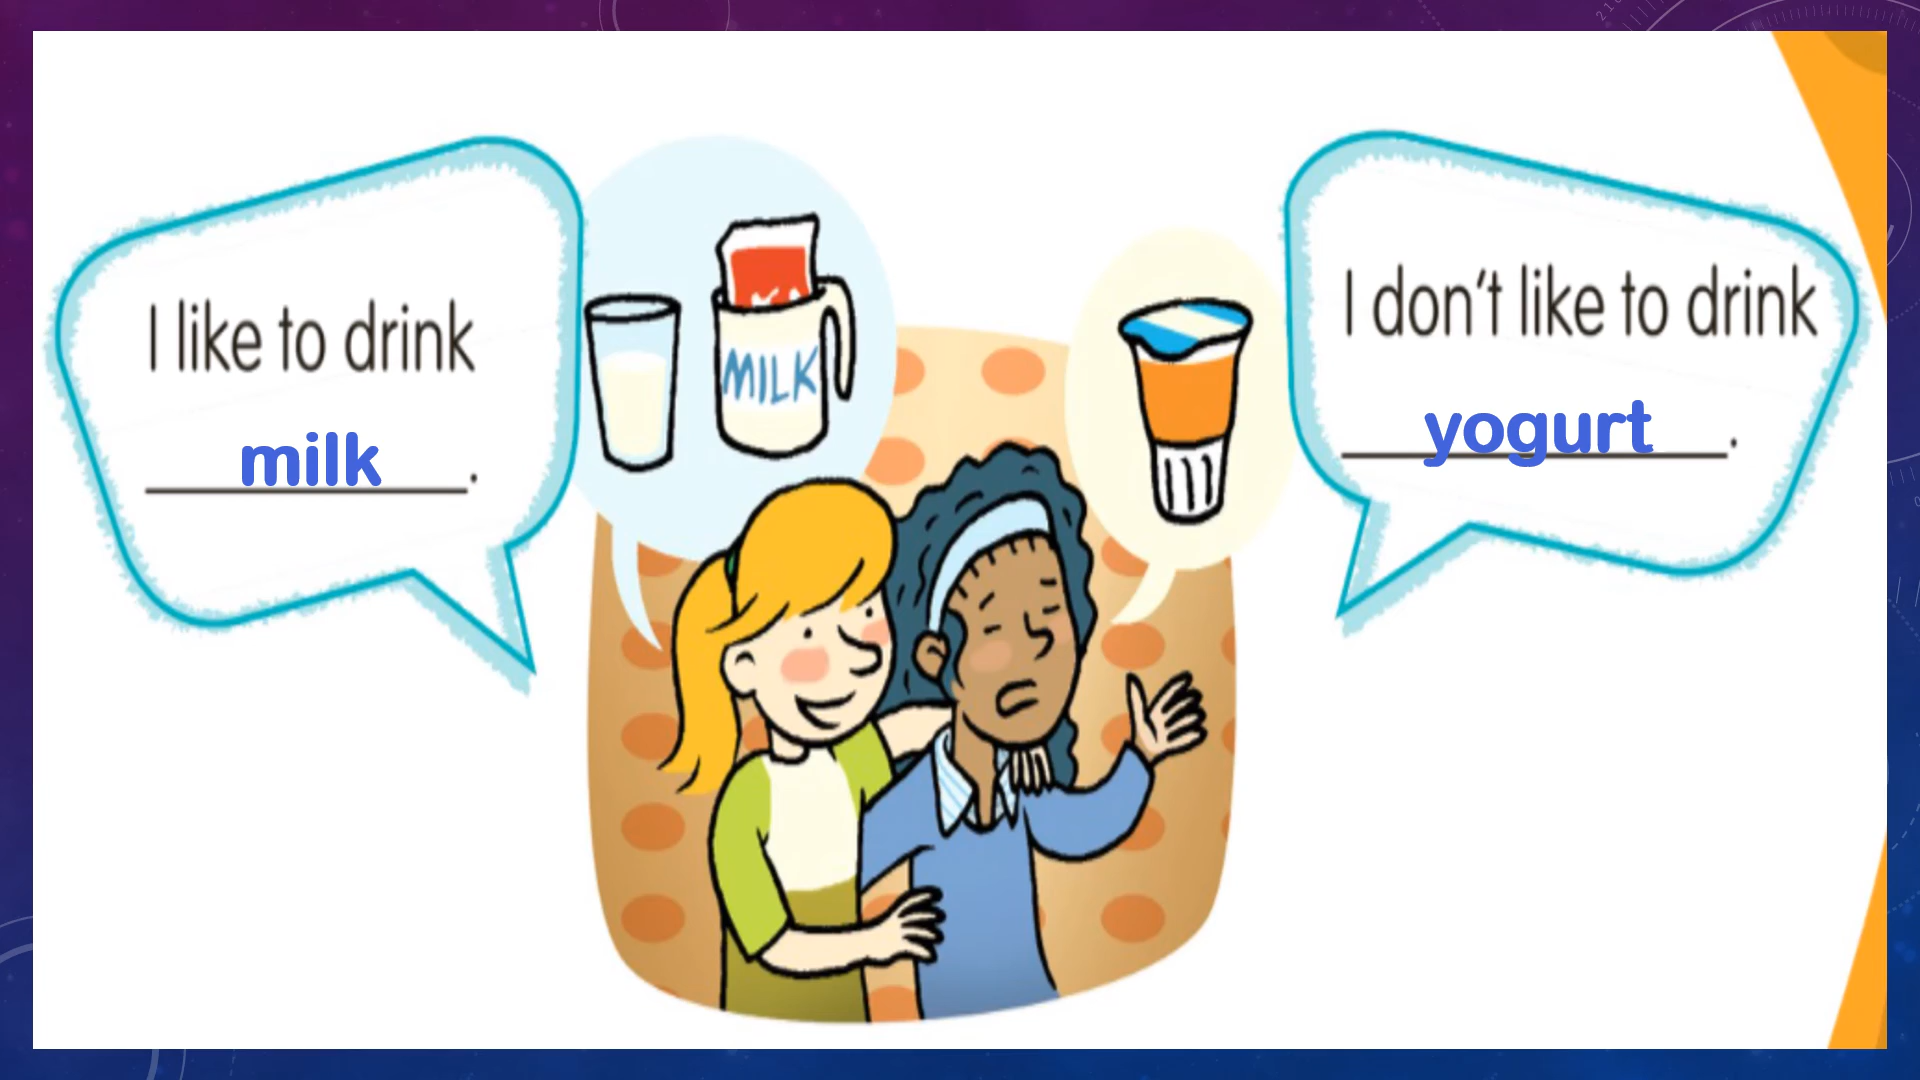 I like to drink
milk.
MILK
I don't like to drink
yogurt.